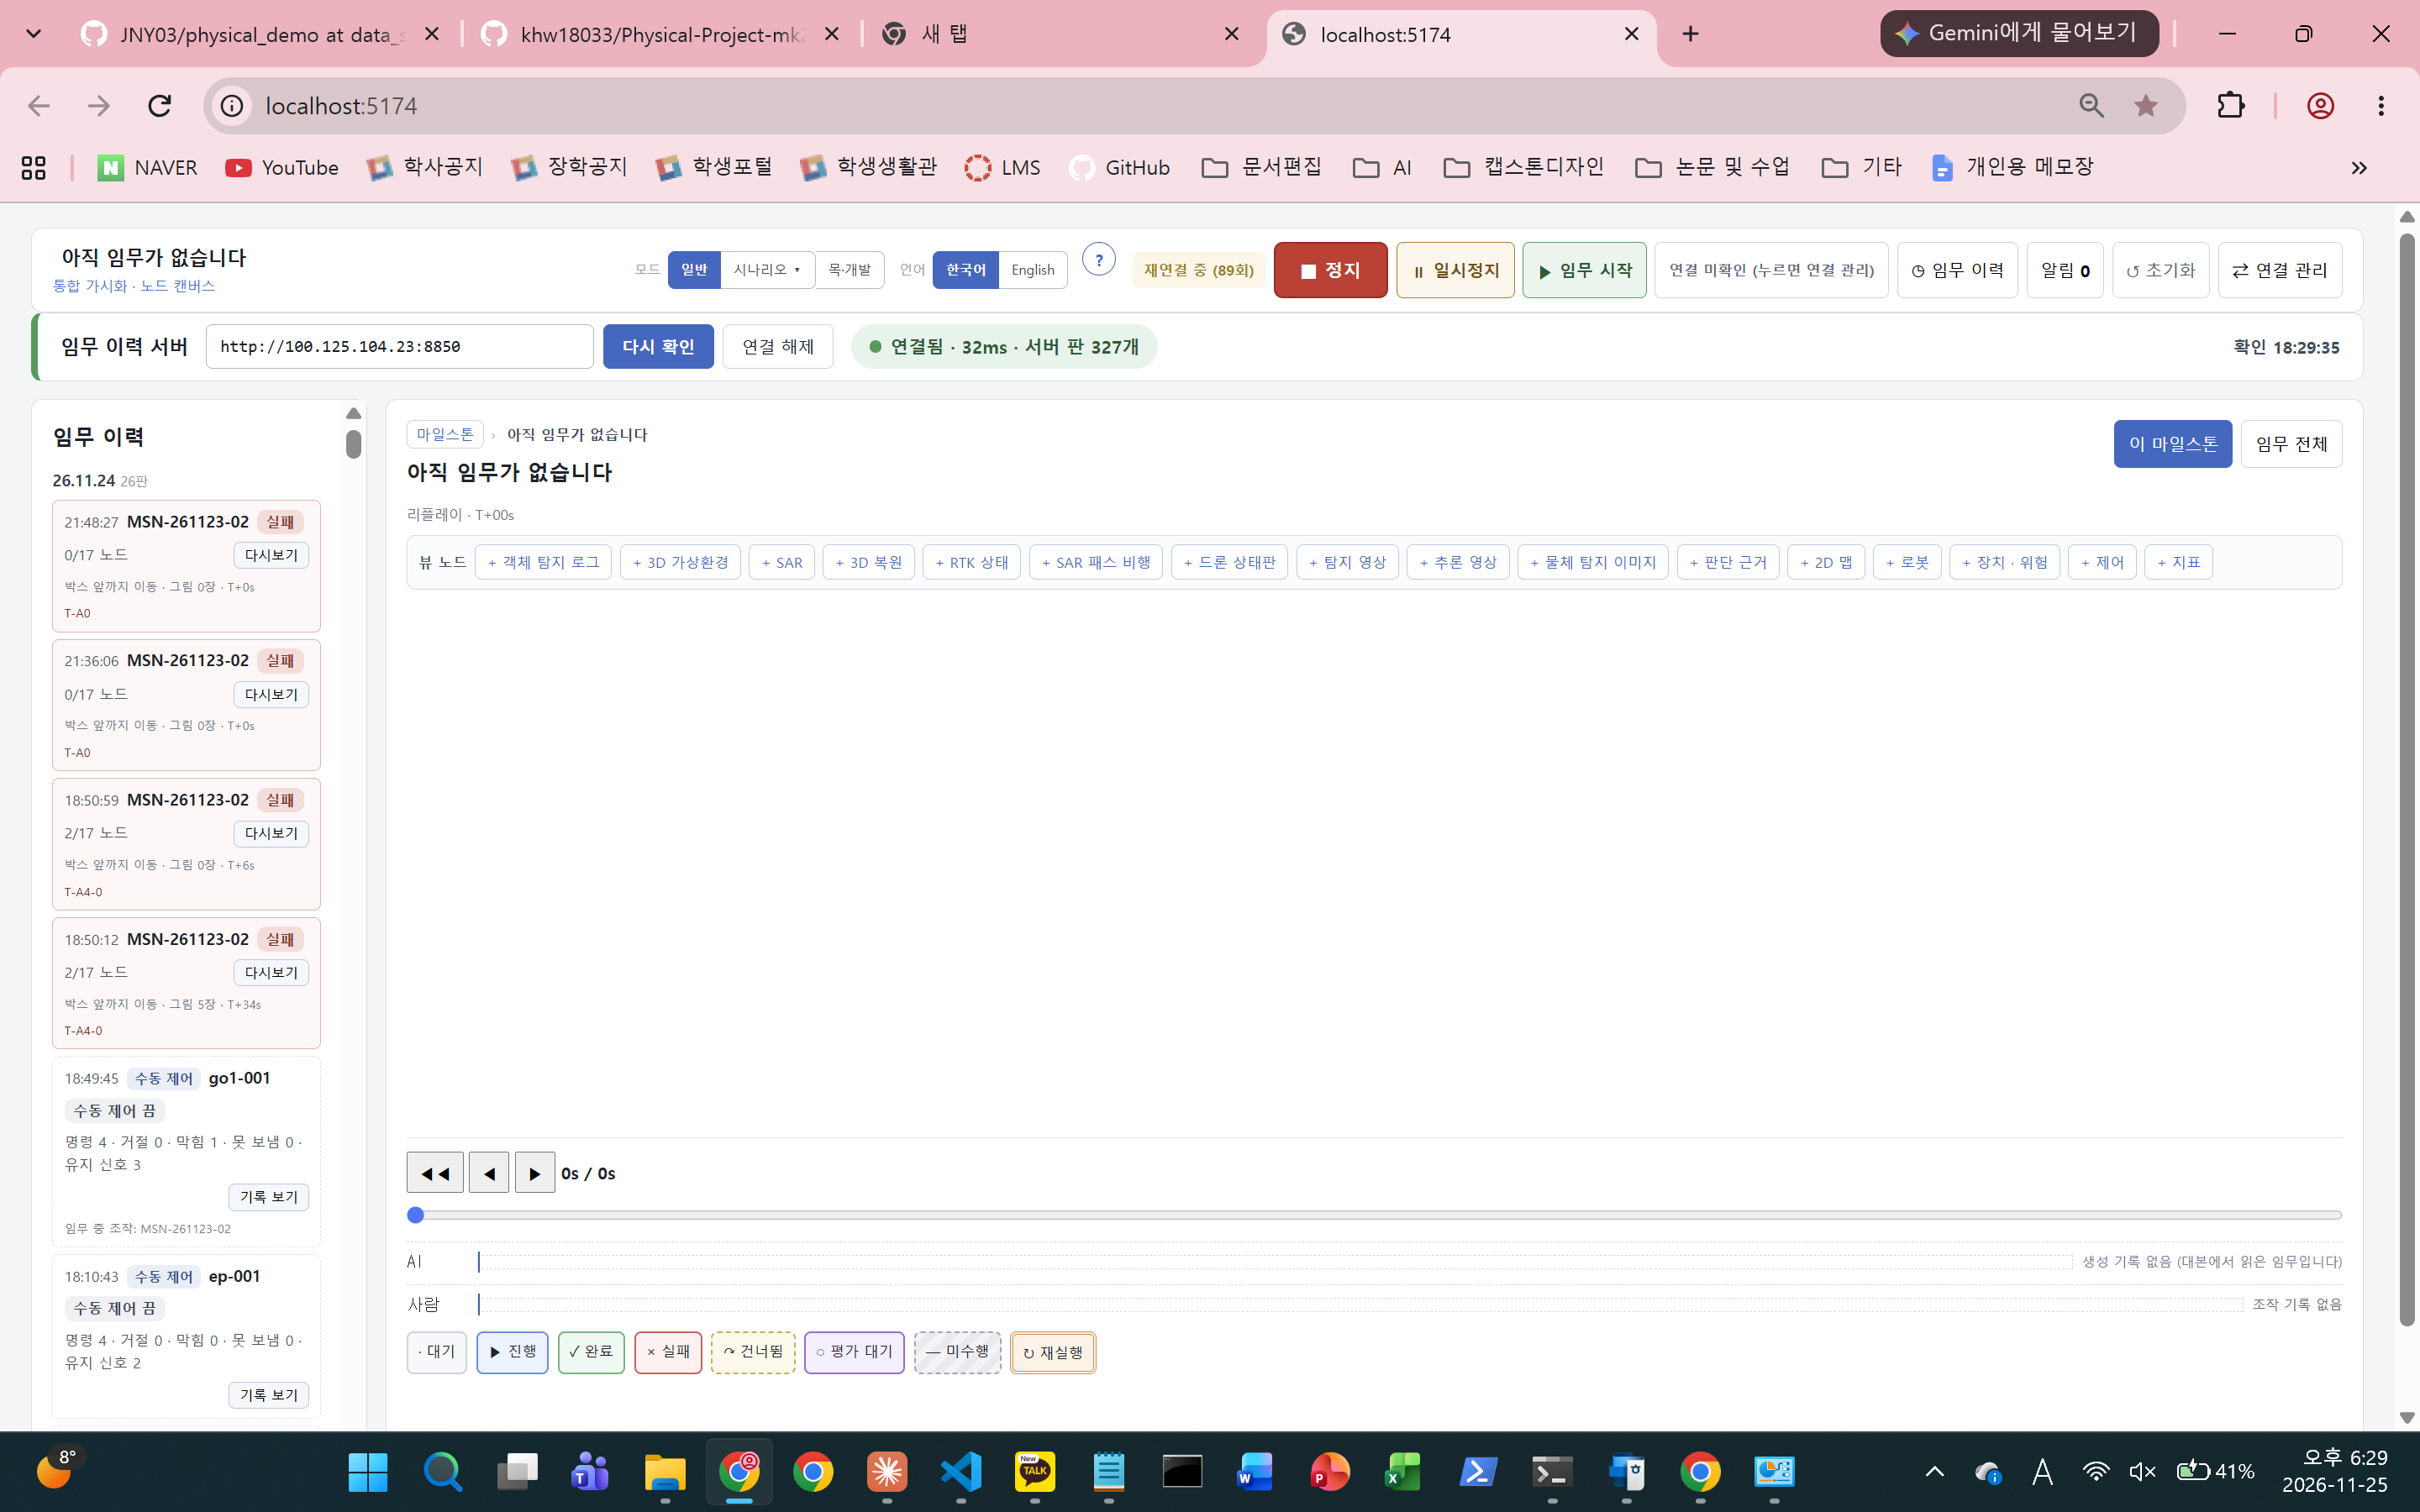 JNY03/physical_demo at data_s
khw18033/Physical-Project-mk2
새 탭
localhost:5174
Gemini에게 물어보기
localhost:5174
NAVER
YouTube
학사공지
장학공지
학생포털
학생생활관
LMS
GitHub
문서편집
AI
캡스톤디자인
논문 및 수업
기타
개인용 메모장
아직 임무가 없습니다
통합 가시화 · 노드 캔버스
모드 일반 시나리오 ▾ 목·개발 언어 한국어 English ? 재연결 중 (89회) ■ 정지 ⏸ 일시정지 ▶ 임무 시작 연결 미확인 (누르면 연결 관리) ◷ 임무 이력 알림 0 ↺ 초기화 ⇄ 연결 관리
임무 이력 서버 http://100.125.104.23:8850 다시 확인 연결 해제 ● 연결됨 · 32ms · 서버 판 327개 확인 18:29:35
임무 이력
26.11.24 26판
21:48:27 MSN-261123-02 실패
0/17 노드 다시보기
박스 앞까지 이동 · 그림 0장 · T+0s
T-A0
21:36:06 MSN-261123-02 실패
0/17 노드 다시보기
박스 앞까지 이동 · 그림 0장 · T+0s
T-A0
18:50:59 MSN-261123-02 실패
2/17 노드 다시보기
박스 앞까지 이동 · 그림 0장 · T+6s
T-A4-0
18:50:12 MSN-261123-02 실패
2/17 노드 다시보기
박스 앞까지 이동 · 그림 5장 · T+34s
T-A4-0
18:49:45 수동 제어 go1-001
수동 제어 끔
명령 4 · 거절 0 · 막힘 1 · 못 보냄 0 ·
유지 신호 3
기록 보기
임무 중 조작: MSN-261123-02
18:10:43 수동 제어 ep-001
수동 제어 끔
명령 4 · 거절 0 · 막힘 0 · 못 보냄 0 ·
유지 신호 2
기록 보기
마일스톤 › 아직 임무가 없습니다
이 마일스톤 임무 전체
아직 임무가 없습니다
리플레이 · T+00s
뷰 노드 + 객체 탐지 로그 + 3D 가상환경 + SAR + 3D 복원 + RTK 상태 + SAR 패스 비행 + 드론 상태판 + 탐지 영상 + 추론 영상 + 물체 탐지 이미지 + 판단 근거 + 2D 맵 + 로봇 + 장치 · 위험 + 제어 + 지표
◀◀ ◀ ▶ 0s / 0s
AI 생성 기록 없음 (대본에서 읽은 임무입니다)
사람 조작 기록 없음
· 대기 ▶ 진행 ✓ 완료 × 실패 ↷ 건너뜀 ○ 평가 대기 — 미수행 ↻ 재실행
8°
New
TALK
A
41%
오후 6:29
2026-11-25